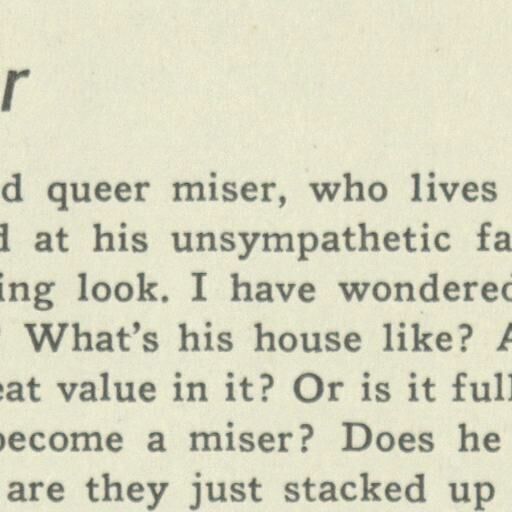 r
d queer miser, who lives
d at his unsympathetic fa
ing look. I have wondered
? What's his house like? A
eat value in it? Or is it full
become a miser? Does he
are they just stacked up